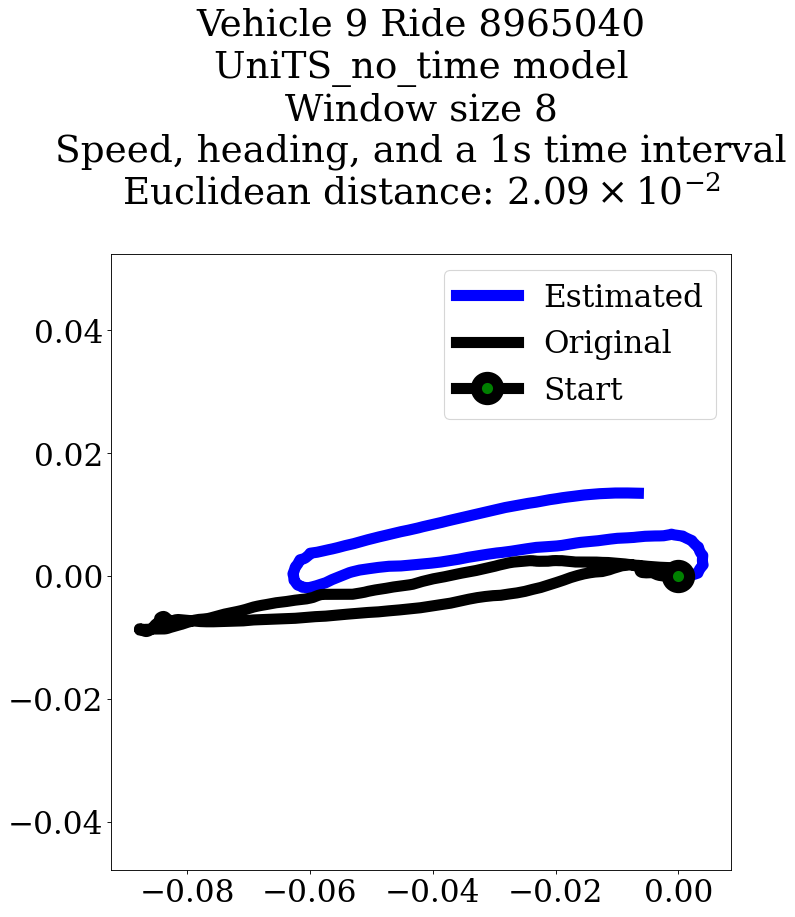 Vehicle 9 Ride 8965040
UniTS_no_time model
Window size 8
Speed, heading, and a 1s time interval
Euclidean distance: 2.09 × 10⁻²
Estimated
Original
Start
0.04
0.02
0.00
−0.02
−0.04
−0.08 −0.06 −0.04 −0.02 0.00